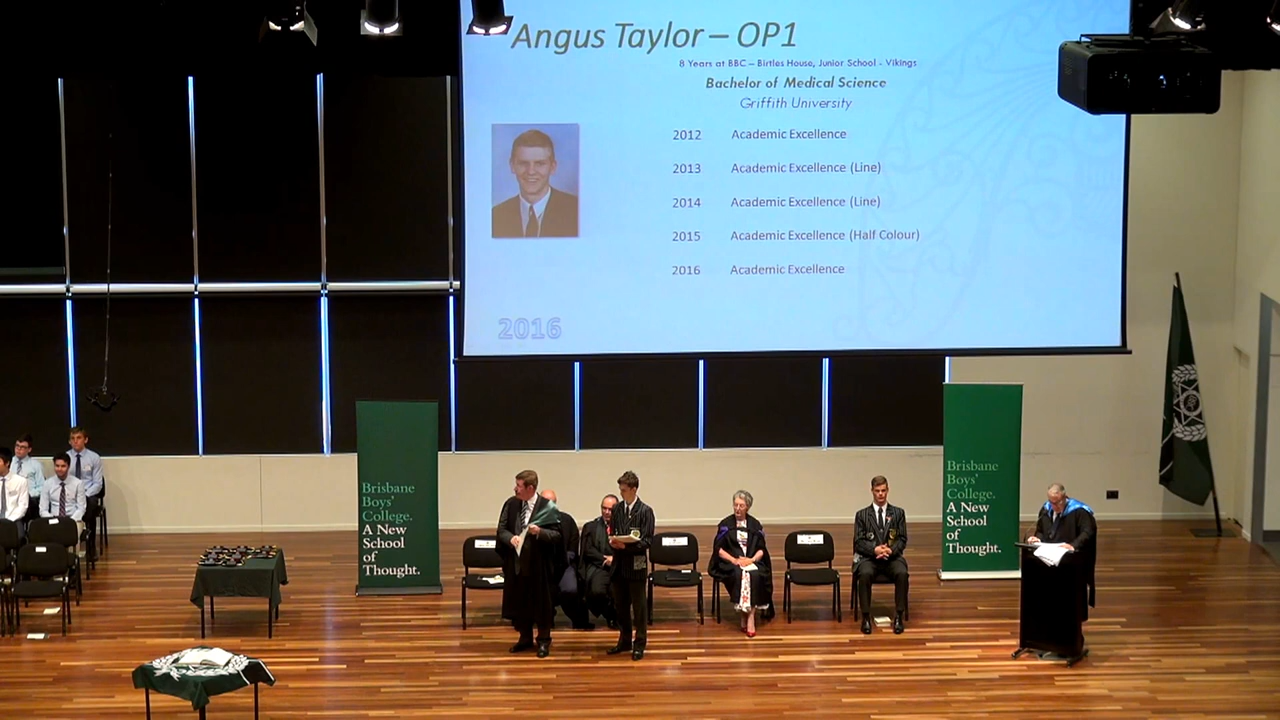 Angus Taylor – OP1
8 Years at BBC – Birtles House, Junior School - Vikings
Bachelor of Medical Science
Griffith University
2012 Academic Excellence
2013 Academic Excellence (Line)
2014 Academic Excellence (Line)
2015 Academic Excellence (Half Colour)
2016 Academic Excellence
2016
Brisbane
Boys'
College.
A New
School
of
Thought.
Brisbane
Boys'
College.
A New
School of
Thought.